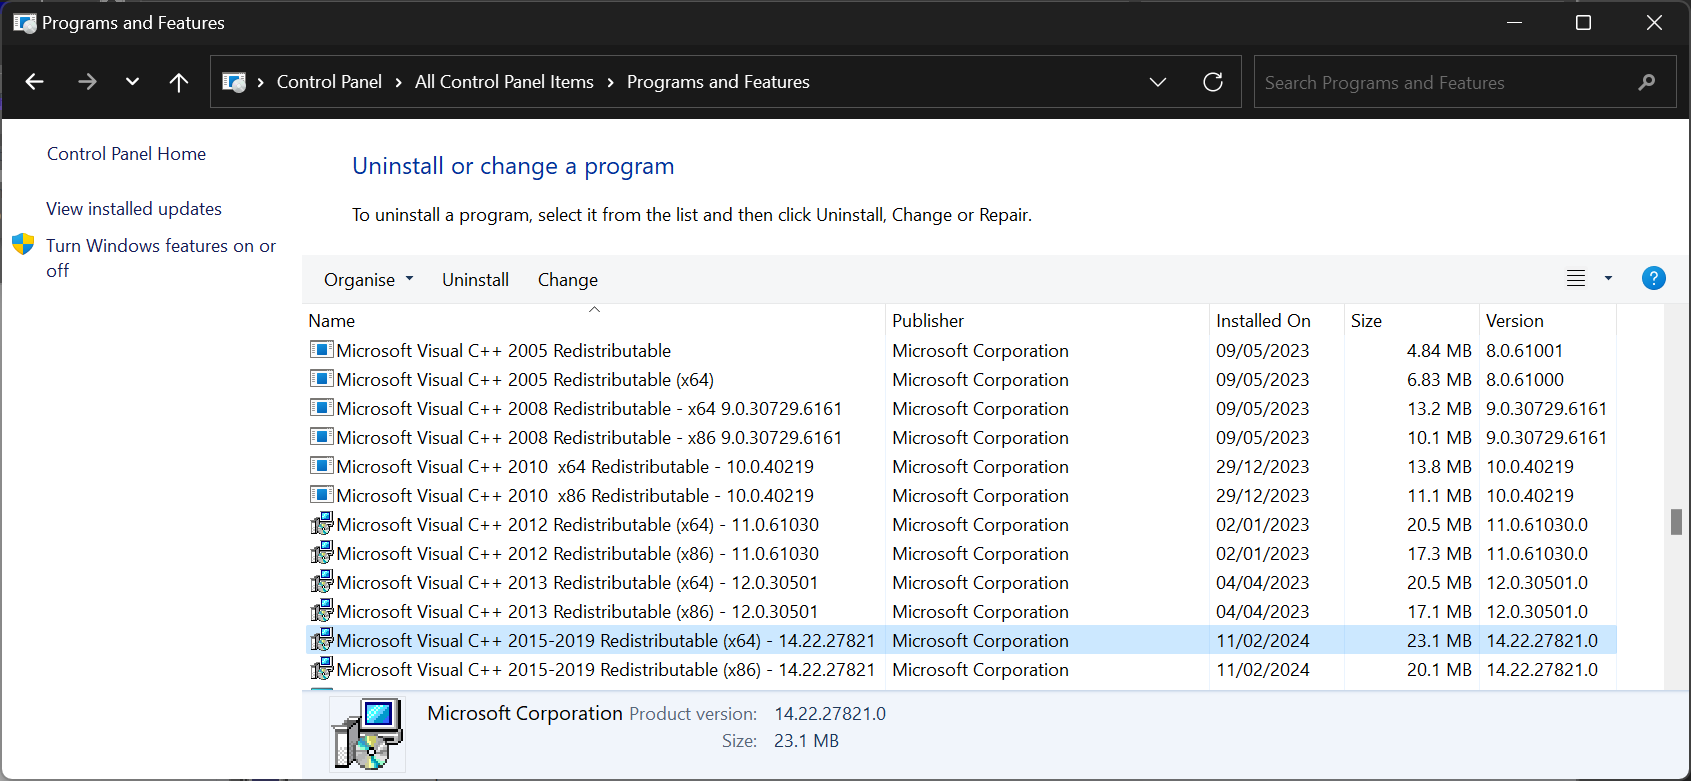 Programs and Features
Control Panel › All Control Panel Items › Programs and Features
Search Programs and Features
Control Panel Home
View installed updates
Turn Windows features on or
off
Uninstall or change a program
To uninstall a program, select it from the list and then click Uninstall, Change or Repair.
Organise Uninstall Change ?
Name Publisher Installed On Size Version
Microsoft Visual C++ 2005 Redistributable Microsoft Corporation 09/05/2023 4.84 MB 8.0.61001
Microsoft Visual C++ 2005 Redistributable (x64) Microsoft Corporation 09/05/2023 6.83 MB 8.0.61000
Microsoft Visual C++ 2008 Redistributable - x64 9.0.30729.6161 Microsoft Corporation 09/05/2023 13.2 MB 9.0.30729.6161
Microsoft Visual C++ 2008 Redistributable - x86 9.0.30729.6161 Microsoft Corporation 09/05/2023 10.1 MB 9.0.30729.6161
Microsoft Visual C++ 2010  x64 Redistributable - 10.0.40219 Microsoft Corporation 29/12/2023 13.8 MB 10.0.40219
Microsoft Visual C++ 2010  x86 Redistributable - 10.0.40219 Microsoft Corporation 29/12/2023 11.1 MB 10.0.40219
Microsoft Visual C++ 2012 Redistributable (x64) - 11.0.61030 Microsoft Corporation 02/01/2023 20.5 MB 11.0.61030.0
Microsoft Visual C++ 2012 Redistributable (x86) - 11.0.61030 Microsoft Corporation 02/01/2023 17.3 MB 11.0.61030.0
Microsoft Visual C++ 2013 Redistributable (x64) - 12.0.30501 Microsoft Corporation 04/04/2023 20.5 MB 12.0.30501.0
Microsoft Visual C++ 2013 Redistributable (x86) - 12.0.30501 Microsoft Corporation 04/04/2023 17.1 MB 12.0.30501.0
Microsoft Visual C++ 2015-2019 Redistributable (x64) - 14.22.27821 Microsoft Corporation 11/02/2024 23.1 MB 14.22.27821.0
Microsoft Visual C++ 2015-2019 Redistributable (x86) - 14.22.27821 Microsoft Corporation 11/02/2024 20.1 MB 14.22.27821.0
Microsoft Corporation Product version: 14.22.27821.0
Size: 23.1 MB